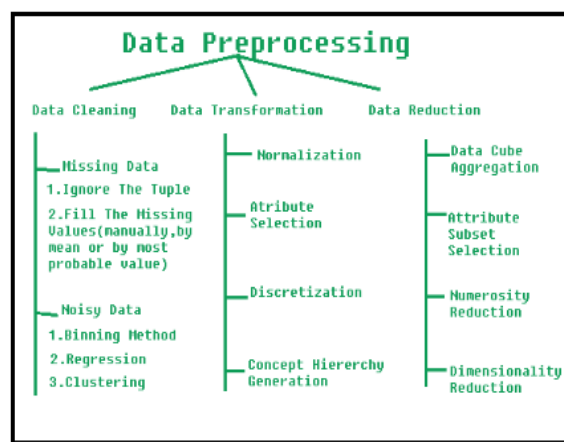 Data Preprocessing
Data Cleaning
Missing Data
1.Ignore The Tuple
2.Fill The Missing
Values(manually,by
mean or by most
probable value)
Noisy Data
1.Binning Method
2.Regression
3.Clustering
Data Transformation
Normalization
Atribute
Selection
Discretization
Concept Hiererchy
Generation
Data Reduction
Data Cube
Aggregation
Attribute
Subset
Selection
Numerosity
Reduction
Dimensionality
Reduction